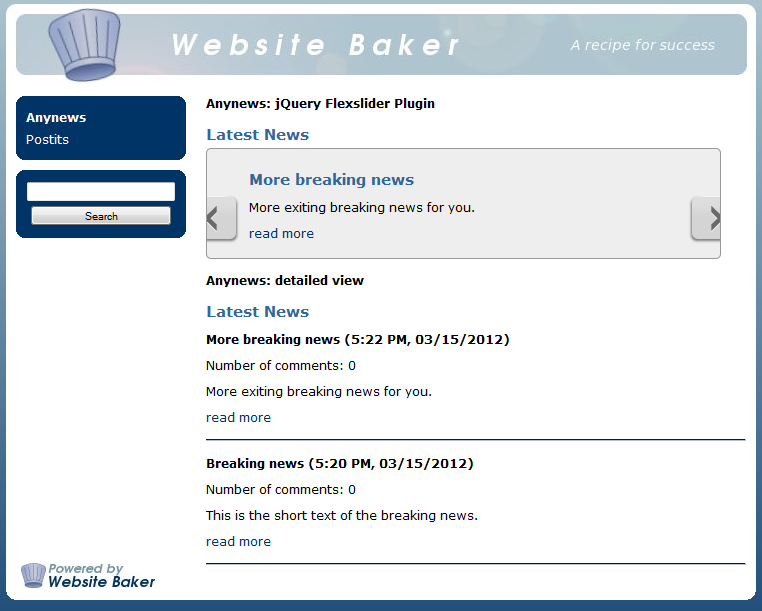 Website Baker
A recipe for success
Anynews
Postits
Search
Anynews: jQuery Flexslider Plugin
Latest News
More breaking news
More exiting breaking news for you.
read more
Anynews: detailed view
Latest News
More breaking news (5:22 PM, 03/15/2012)
Number of comments: 0
More exiting breaking news for you.
read more
Breaking news (5:20 PM, 03/15/2012)
Number of comments: 0
This is the short text of the breaking news.
read more
Powered by
Website Baker